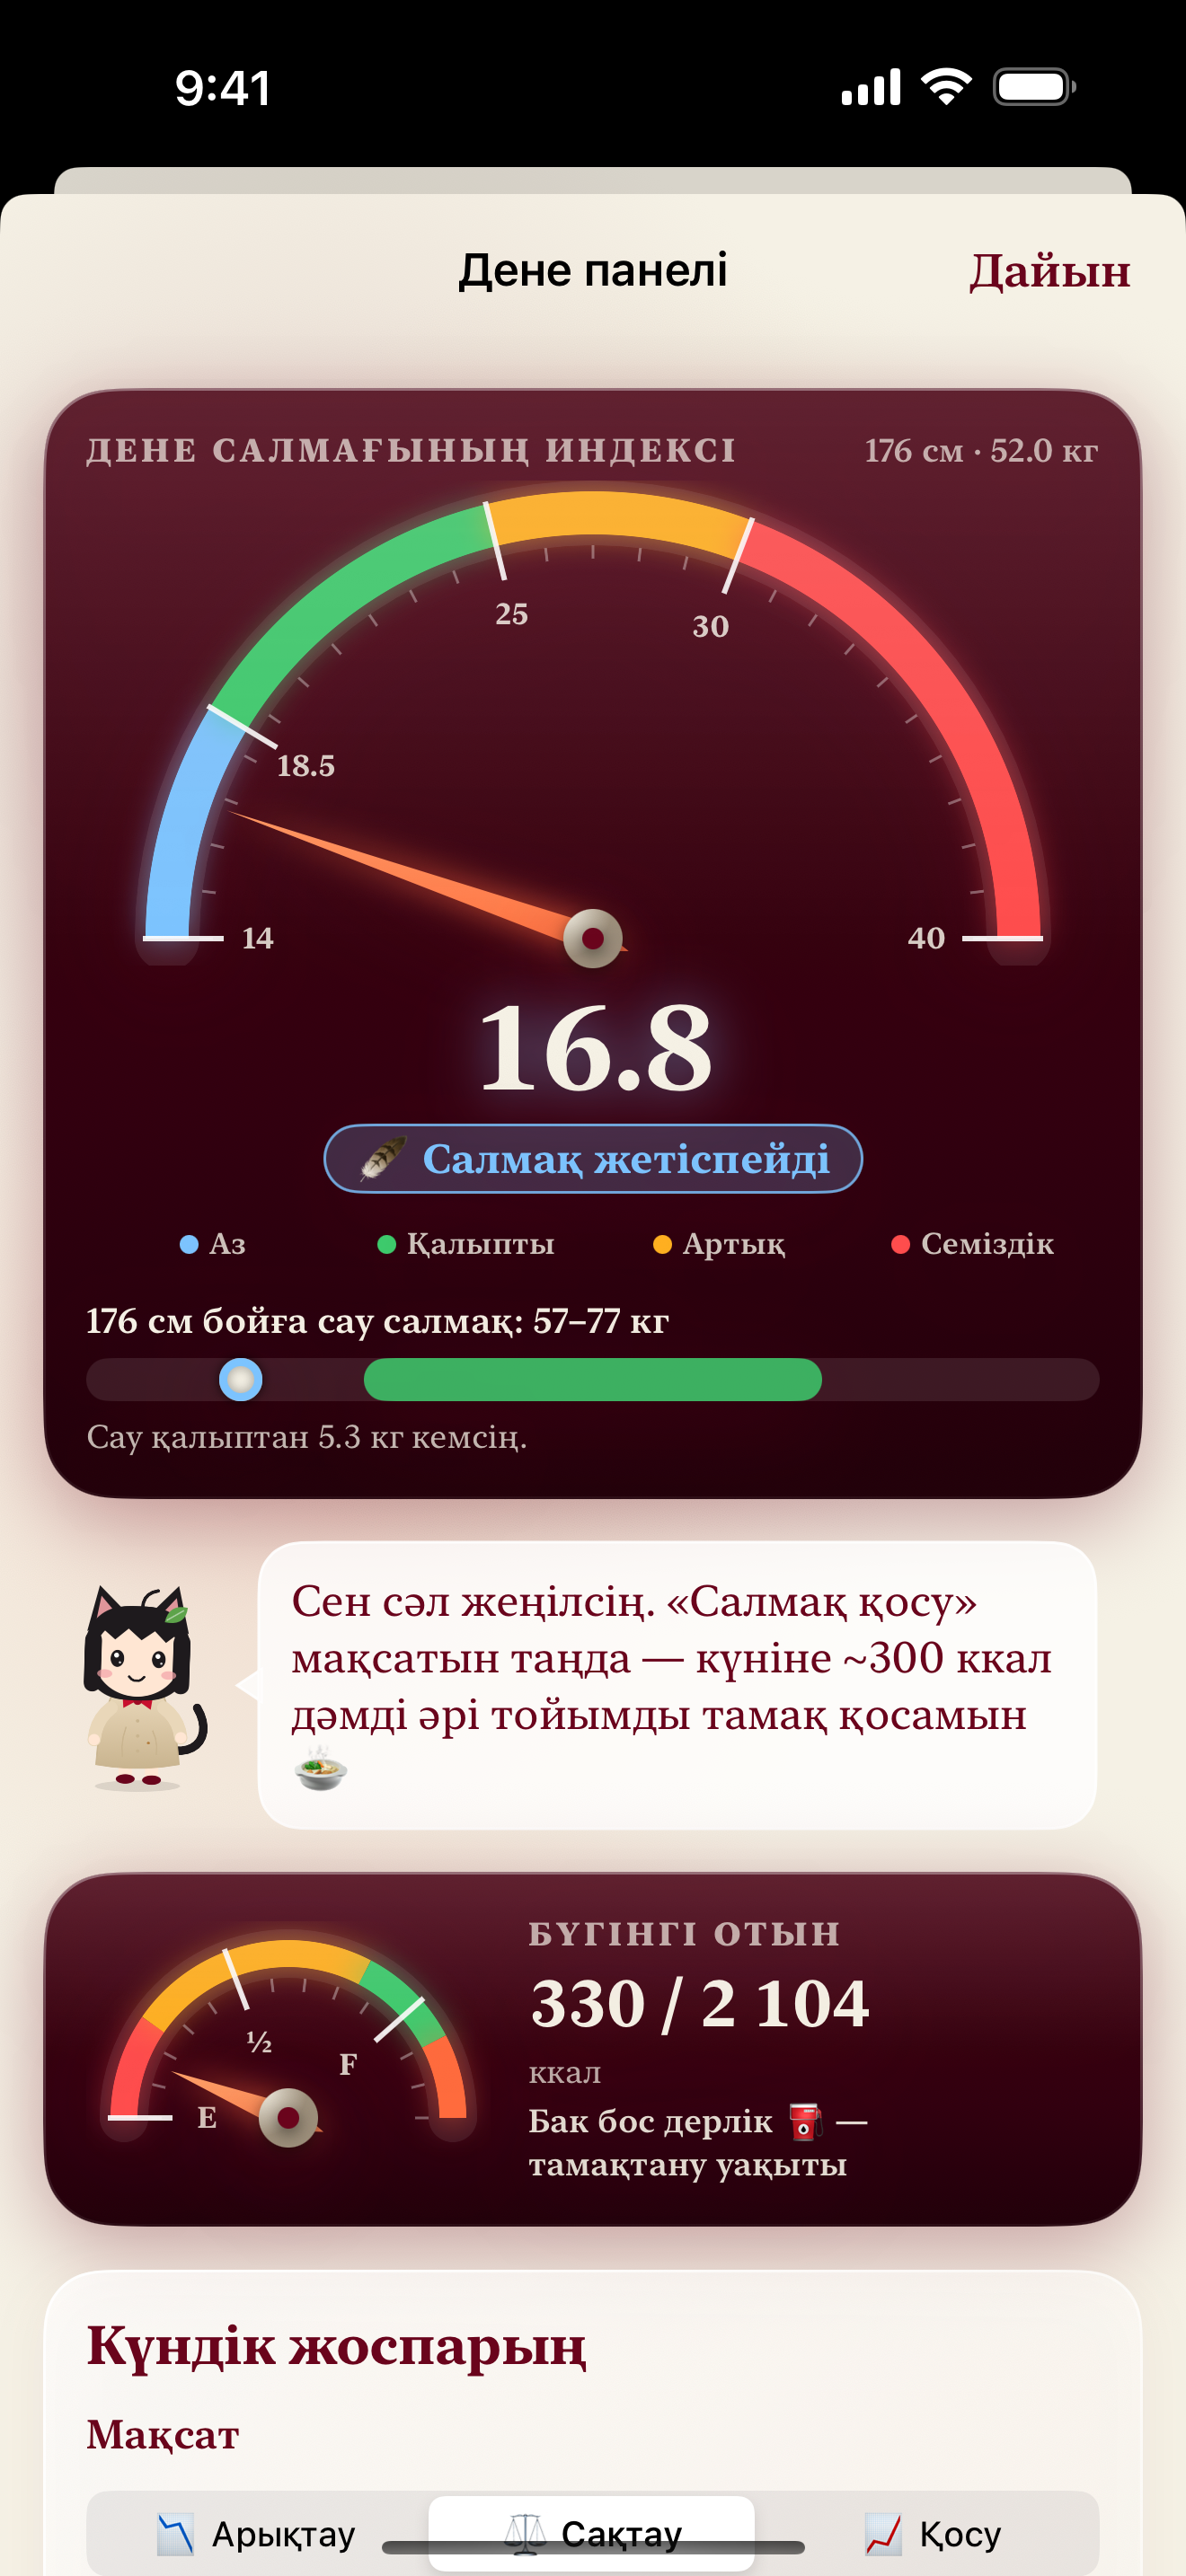 9:41
Дене панелі
Дайын
ДЕНЕ САЛМАҒЫНЫҢ ИНДЕКСІ
176 см · 52.0 кг
25
30
18.5
14
40
16.8
Салмақ жетіспейді
Аз
Қалыпты
Артық
Семіздік
176 см бойға сау салмақ: 57–77 кг
Сау қалыптан 5.3 кг кемсің.
Сен сәл жеңілсің. «Салмақ қосу»
мақсатын таңда — күніне ~300 ккал
дәмді әрі тойымды тамақ қосамын
БҮГІНГІ ОТЫН
330 / 2 104
ккал
Бак бос дерлік ⛽ —
тамақтану уақыты
½
F
E
Күндік жоспарың
Мақсат
Арықтау
Сақтау
Қосу